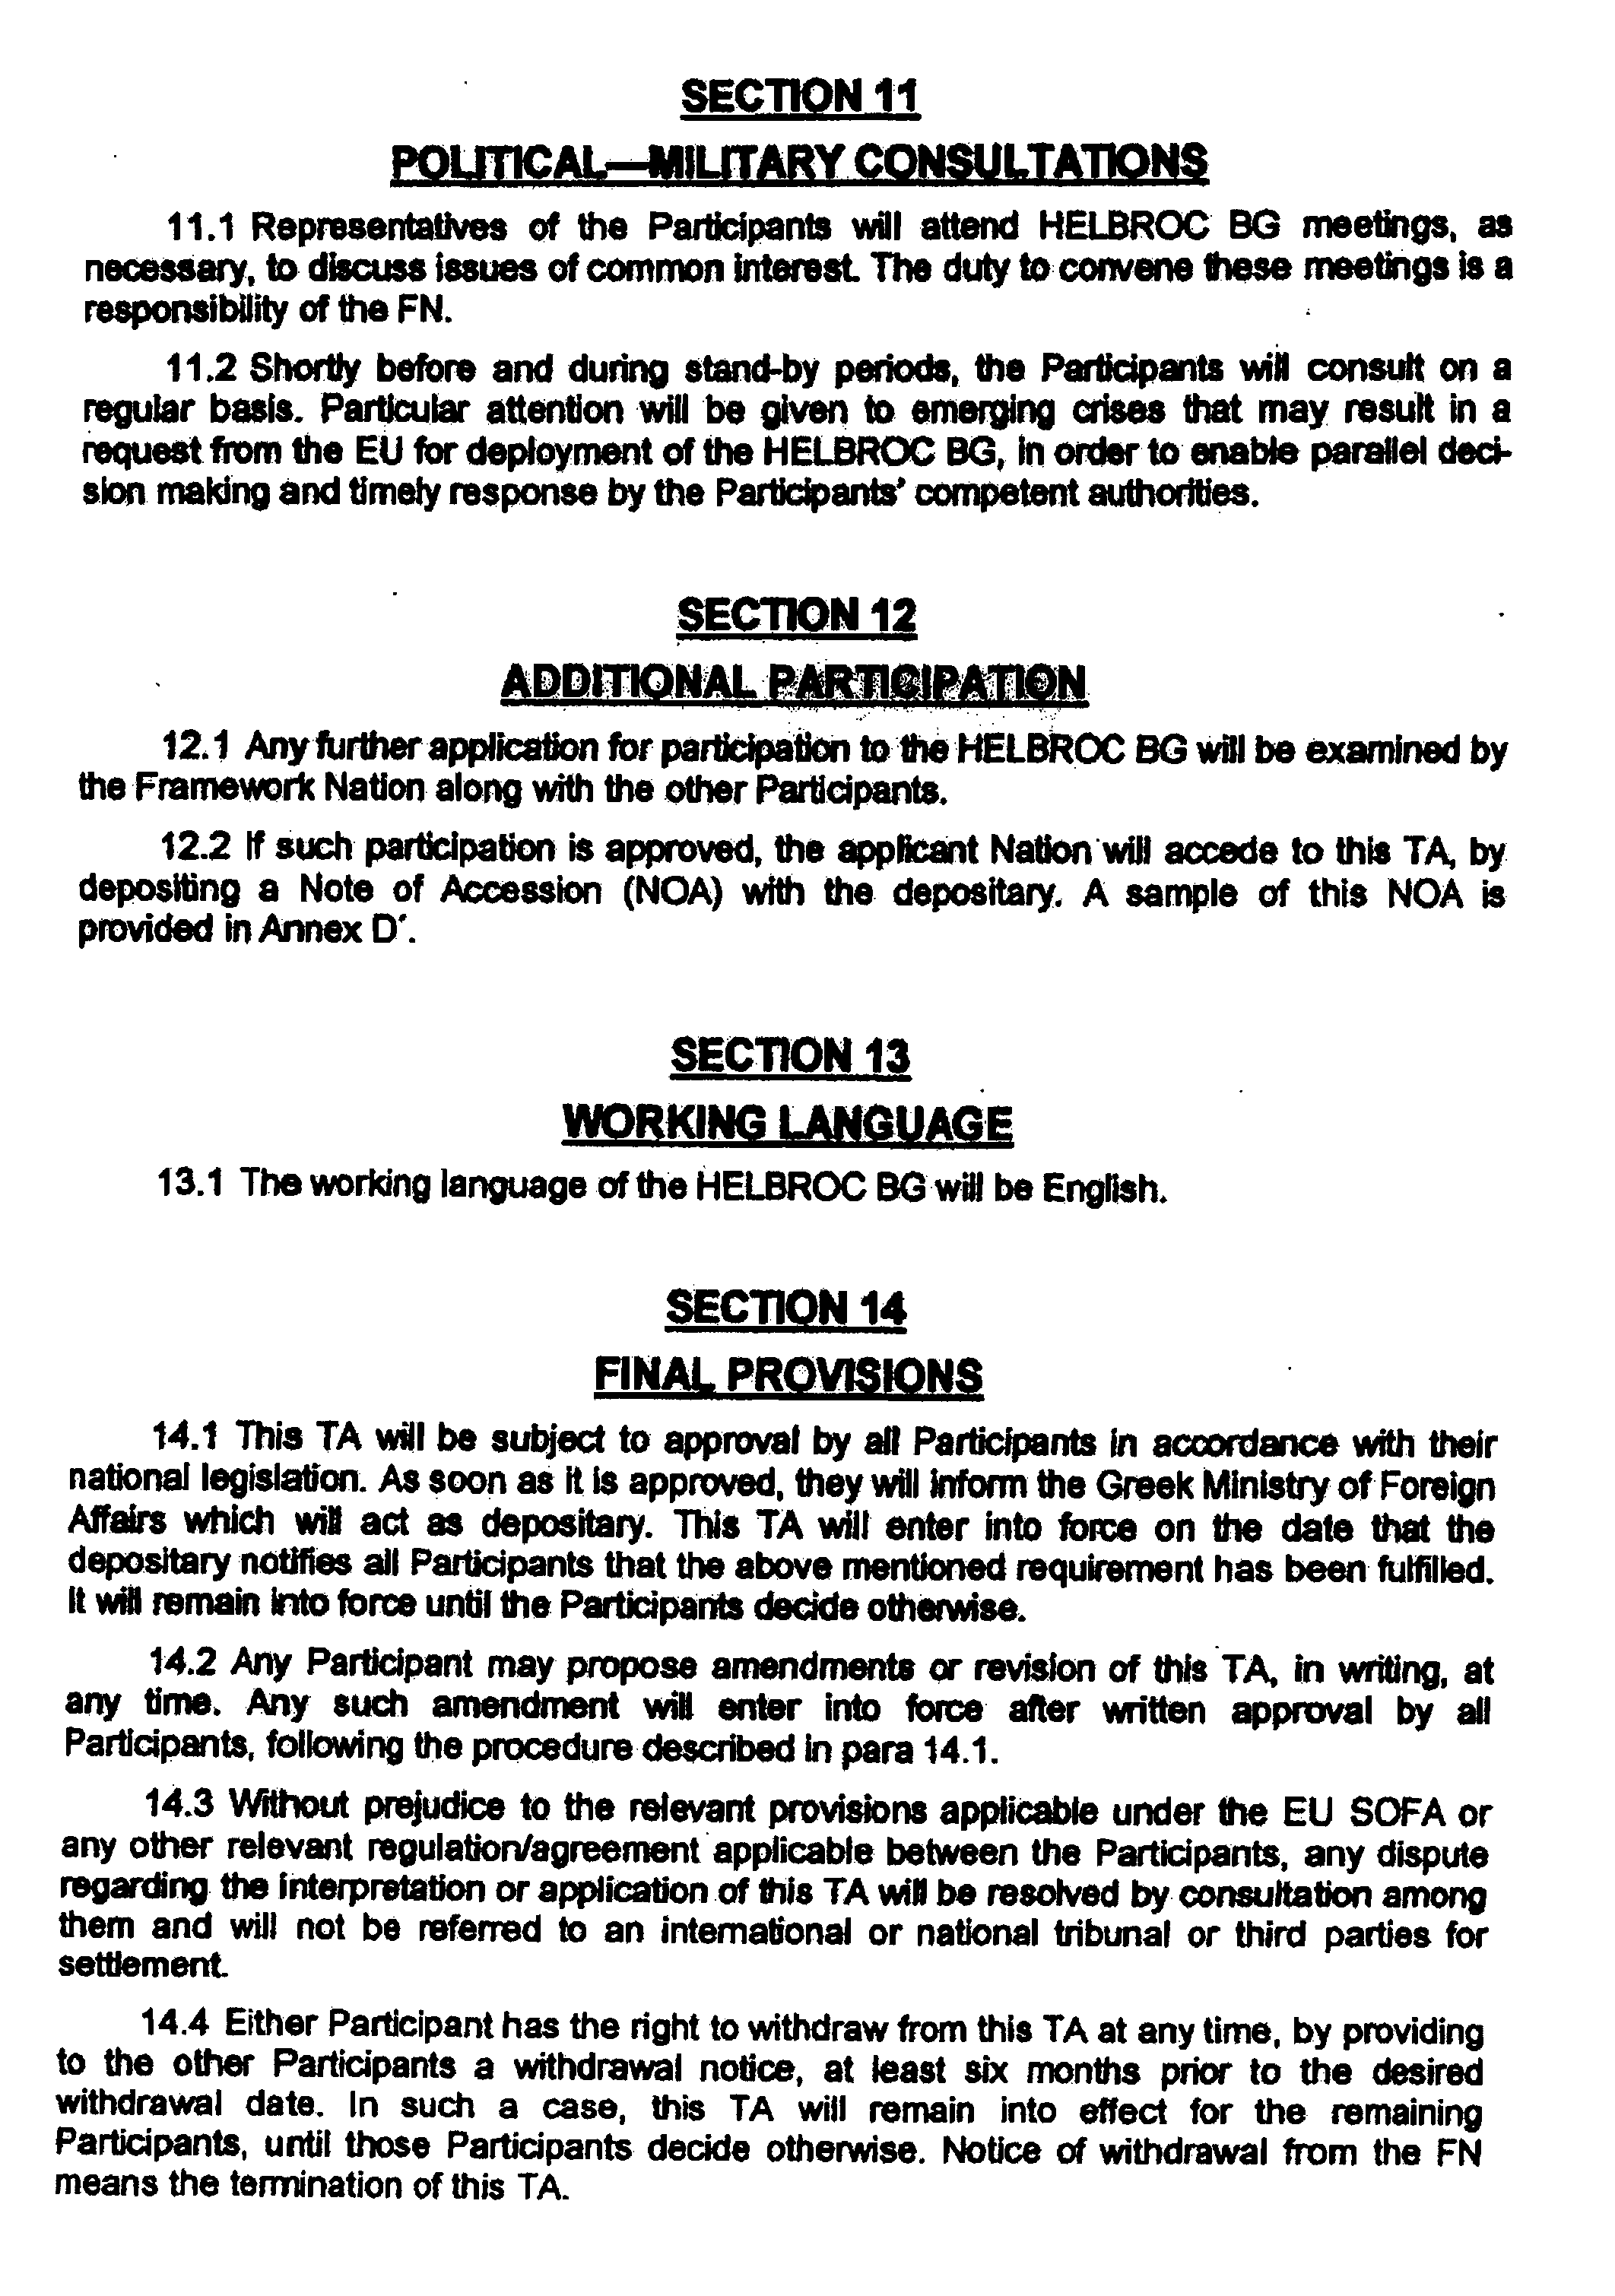 SECTION 11
POLITICAL—MILITARY CONSULTATIONS
11.1 Representatives of the Participants will attend HELBROC BG meetings, as
necessary, to discuss issues of common interest. The duty to convene these meetings is a
responsibility of the FN.
11.2 Shortly before and during stand-by periods, the Participants will consult on a
regular basis. Particular attention will be given to emerging crises that may result in a
request from the EU for deployment of the HELBROC BG, in order to enable parallel deci-
sion making and timely response by the Participants' competent authorities.
SECTION 12
ADDITIONAL PARTICIPATION
12.1 Any further application for participation to the HELBROC BG will be examined by
the Framework Nation along with the other Participants.
12.2 If such participation is approved, the applicant Nation will accede to this TA, by
depositing a Note of Accession (NOA) with the depositary. A sample of this NOA is
provided in Annex D΄.
SECTION 13
WORKING LANGUAGE
13.1 The working language of the HELBROC BG will be English.
SECTION 14
FINAL PROVISIONS
14.1 This TA will be subject to approval by all Participants in accordance with their
national legislation. As soon as it is approved, they will inform the Greek Ministry of Foreign
Affairs which will act as depositary. This TA will enter into force on the date that the
depositary notifies all Participants that the above mentioned requirement has been fulfilled.
It will remain into force until the Participants decide otherwise.
14.2 Any Participant may propose amendments or revision of this TA, in writing, at
any time. Any such amendment will enter into force after written approval by all
Participants, following the procedure described in para 14.1.
14.3 Without prejudice to the relevant provisions applicable under the EU SOFA or
any other relevant regulation/agreement applicable between the Participants, any dispute
regarding the interpretation or application of this TA will be resolved by consultation among
them and will not be referred to an international or national tribunal or third parties for
settlement.
14.4 Either Participant has the right to withdraw from this TA at any time, by providing
to the other Participants a withdrawal notice, at least six months prior to the desired
withdrawal date. In such a case, this TA will remain into effect for the remaining
Participants, until those Participants decide otherwise. Notice of withdrawal from the FN
means the termination of this TA.